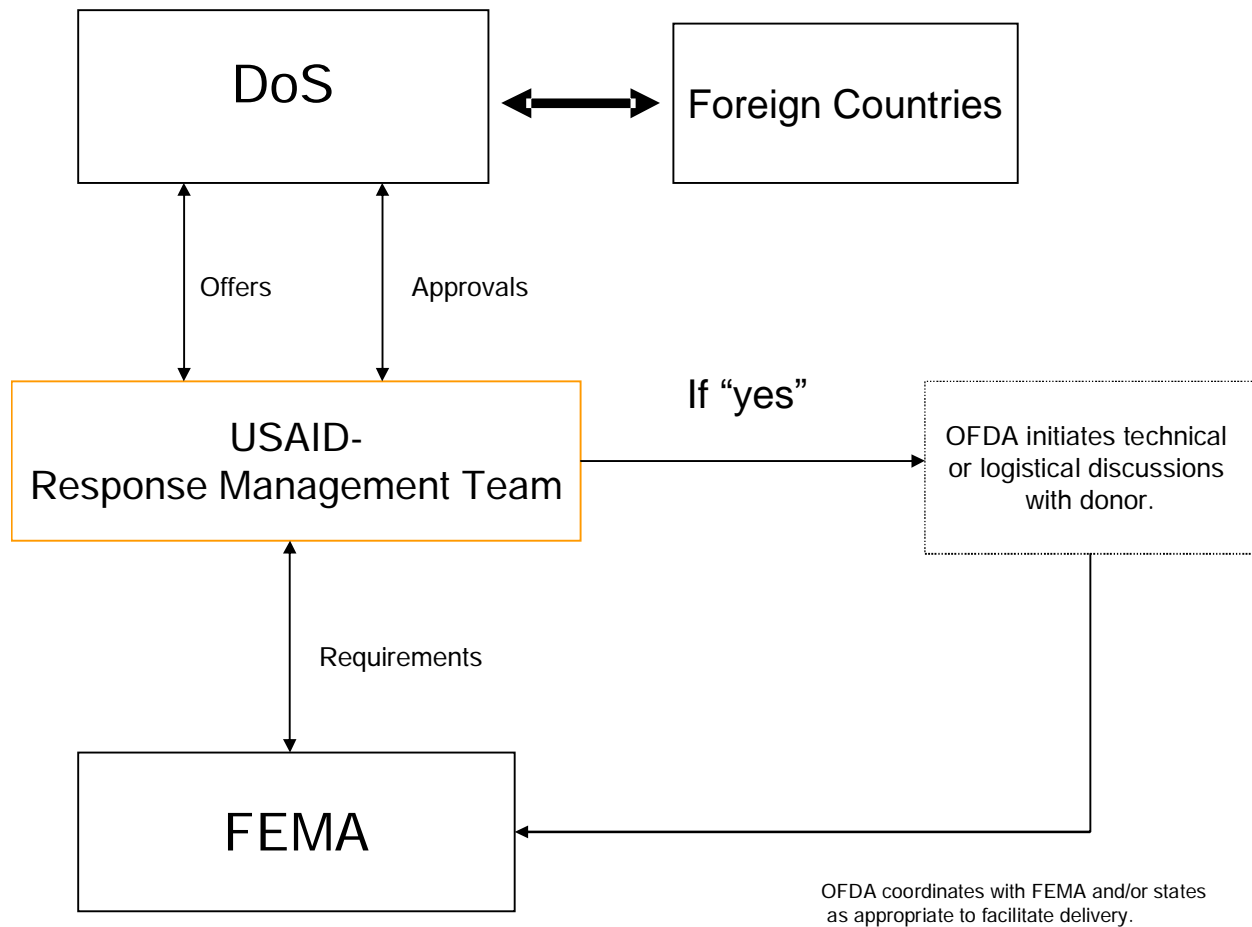 DoS
Foreign Countries
Offers
Approvals
If “yes”
USAID-
Response Management Team
OFDA initiates technical
or logistical discussions
with donor.
Requirements
FEMA
OFDA coordinates with FEMA and/or states
as appropriate to facilitate delivery.